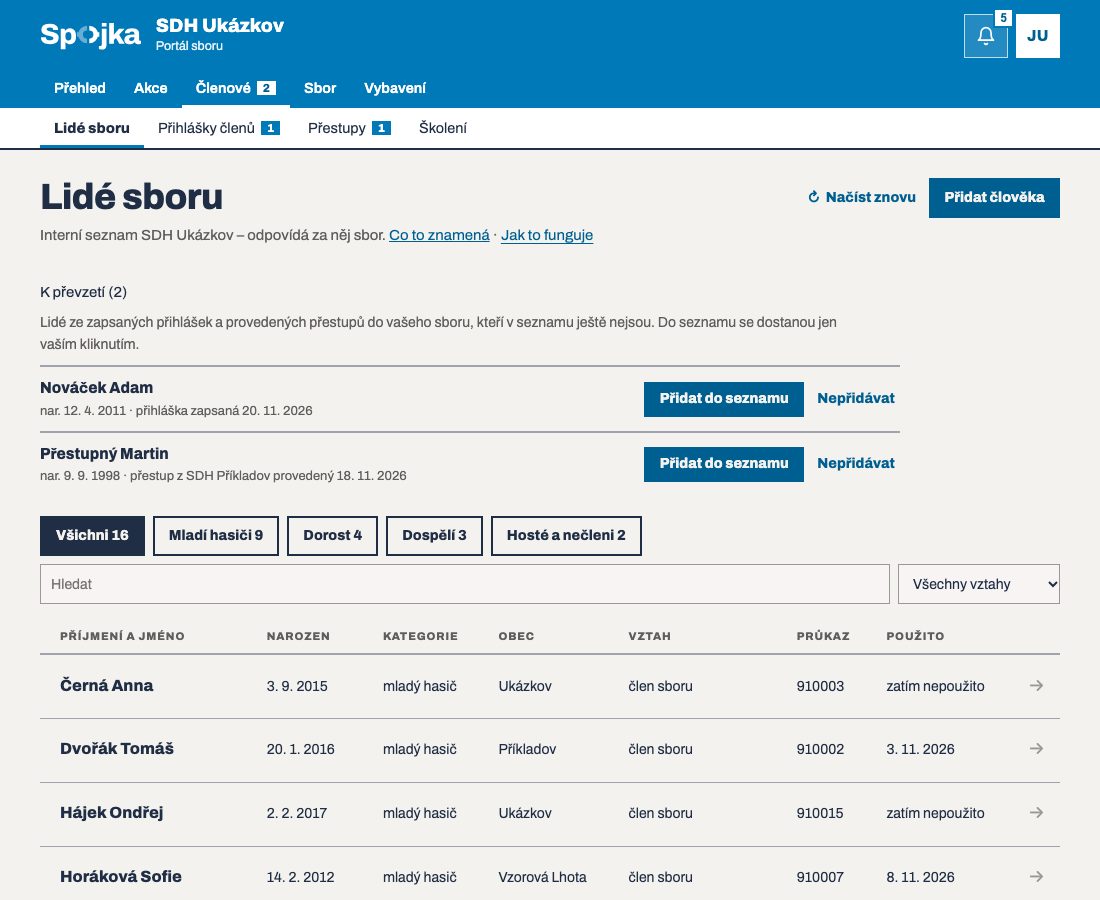 Spojka
SDH Ukázkov
Portál sboru
5
JU
Přehled
Akce
Členové 2
Sbor
Vybavení
Lidé sboru
Přihlášky členů 1
Přestupy 1
Školení
Lidé sboru
Načíst znovu
Přidat člověka
Interní seznam SDH Ukázkov – odpovídá za něj sbor. Co to znamená · Jak to funguje
K převzetí (2)
Lidé ze zapsaných přihlášek a provedených přestupů do vašeho sboru, kteří v seznamu ještě nejsou. Do seznamu se dostanou jen
vaším kliknutím.
Nováček Adam
nar. 12. 4. 2011 · přihláška zapsaná 20. 11. 2026
Přidat do seznamu
Nepřidávat
Přestupný Martin
nar. 9. 9. 1998 · přestup z SDH Příkladov provedený 18. 11. 2026
Přidat do seznamu
Nepřidávat
Všichni 16
Mladí hasiči 9
Dorost 4
Dospělí 3
Hosté a nečleni 2
Hledat
Všechny vztahy
PŘÍJMENÍ A JMÉNO NAROZEN KATEGORIE OBEC VZTAH PRŮKAZ POUŽITO
Černá Anna 3. 9. 2015 mladý hasič Ukázkov člen sboru 910003 zatím nepoužito →
Dvořák Tomáš 20. 1. 2016 mladý hasič Příkladov člen sboru 910002 3. 11. 2026 →
Hájek Ondřej 2. 2. 2017 mladý hasič Ukázkov člen sboru 910015 zatím nepoužito →
Horáková Sofie 14. 2. 2012 mladý hasič Vzorová Lhota člen sboru 910007 8. 11. 2026 →